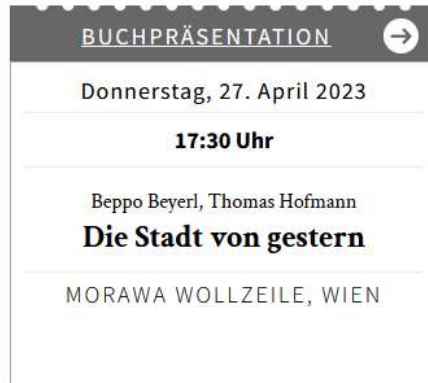 BUCHPRÄSENTATION
Donnerstag, 27. April 2023
17:30 Uhr
Beppo Beyerl, Thomas Hofmann
Die Stadt von gestern
MORAWA WOLLZEILE, WIEN